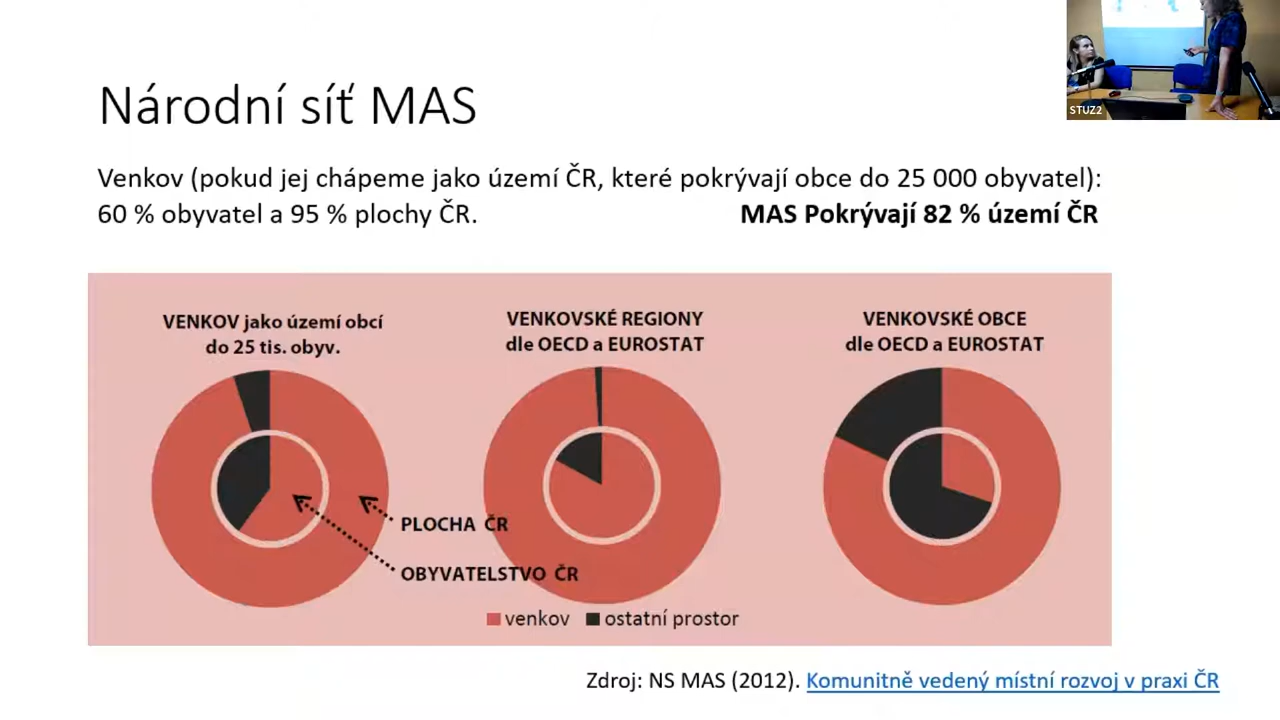 STUZ2
Národní síť MAS
Venkov (pokud jej chápeme jako území ČR, které pokrývají obce do 25 000 obyvatel):
60 % obyvatel a 95 % plochy ČR. MAS Pokrývají 82 % území ČR
VENKOV jako území obcí
do 25 tis. obyv.
VENKOVSKÉ REGIONY
dle OECD a EUROSTAT
VENKOVSKÉ OBCE
dle OECD a EUROSTAT
PLOCHA ČR
OBYVATELSTVO ČR
venkov ostatní prostor
Zdroj: NS MAS (2012). Komunitně vedený místní rozvoj v praxi ČR